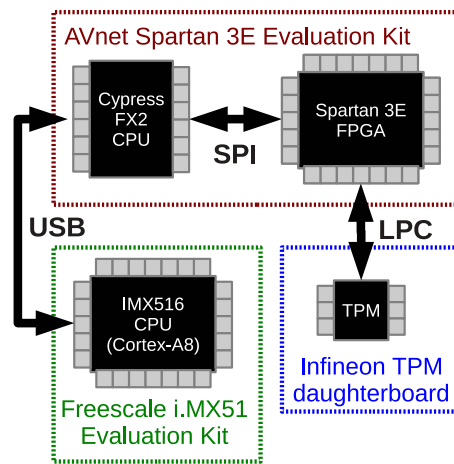 AVnet Spartan 3E Evaluation Kit
Cypress
FX2
CPU
SPI
Spartan 3E
FPGA
USB
LPC
IMX516
CPU
(Cortex-A8)
TPM
Freescale i.MX51
Evaluation Kit
Infineon TPM
daughterboard